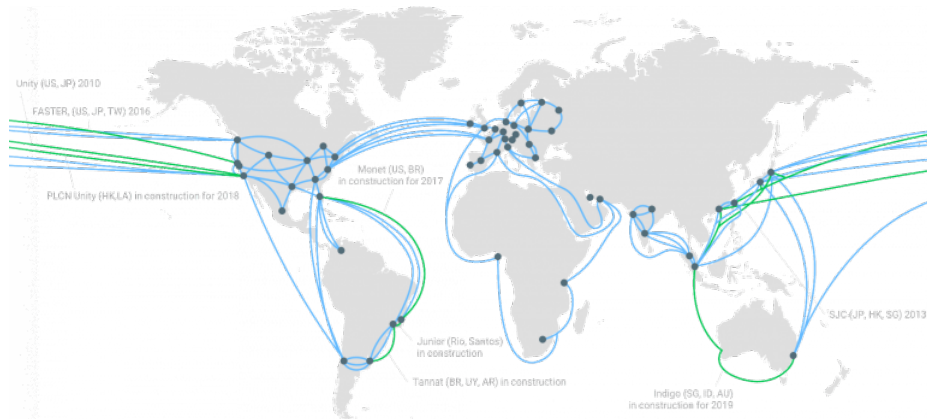 Unity (US, JP) 2010
FASTER, (US, JP, TW) 2016
Monet (US, BR)
in construction for 2017
PLCN Unity (HK,LA) in construction for 2018
SJC (JP, HK, SG) 2013
Junior (Rio, Santos)
in construction
Tannat (BR, UY, AR) in construction
Indigo (SG, ID, AU)
in construction for 2019